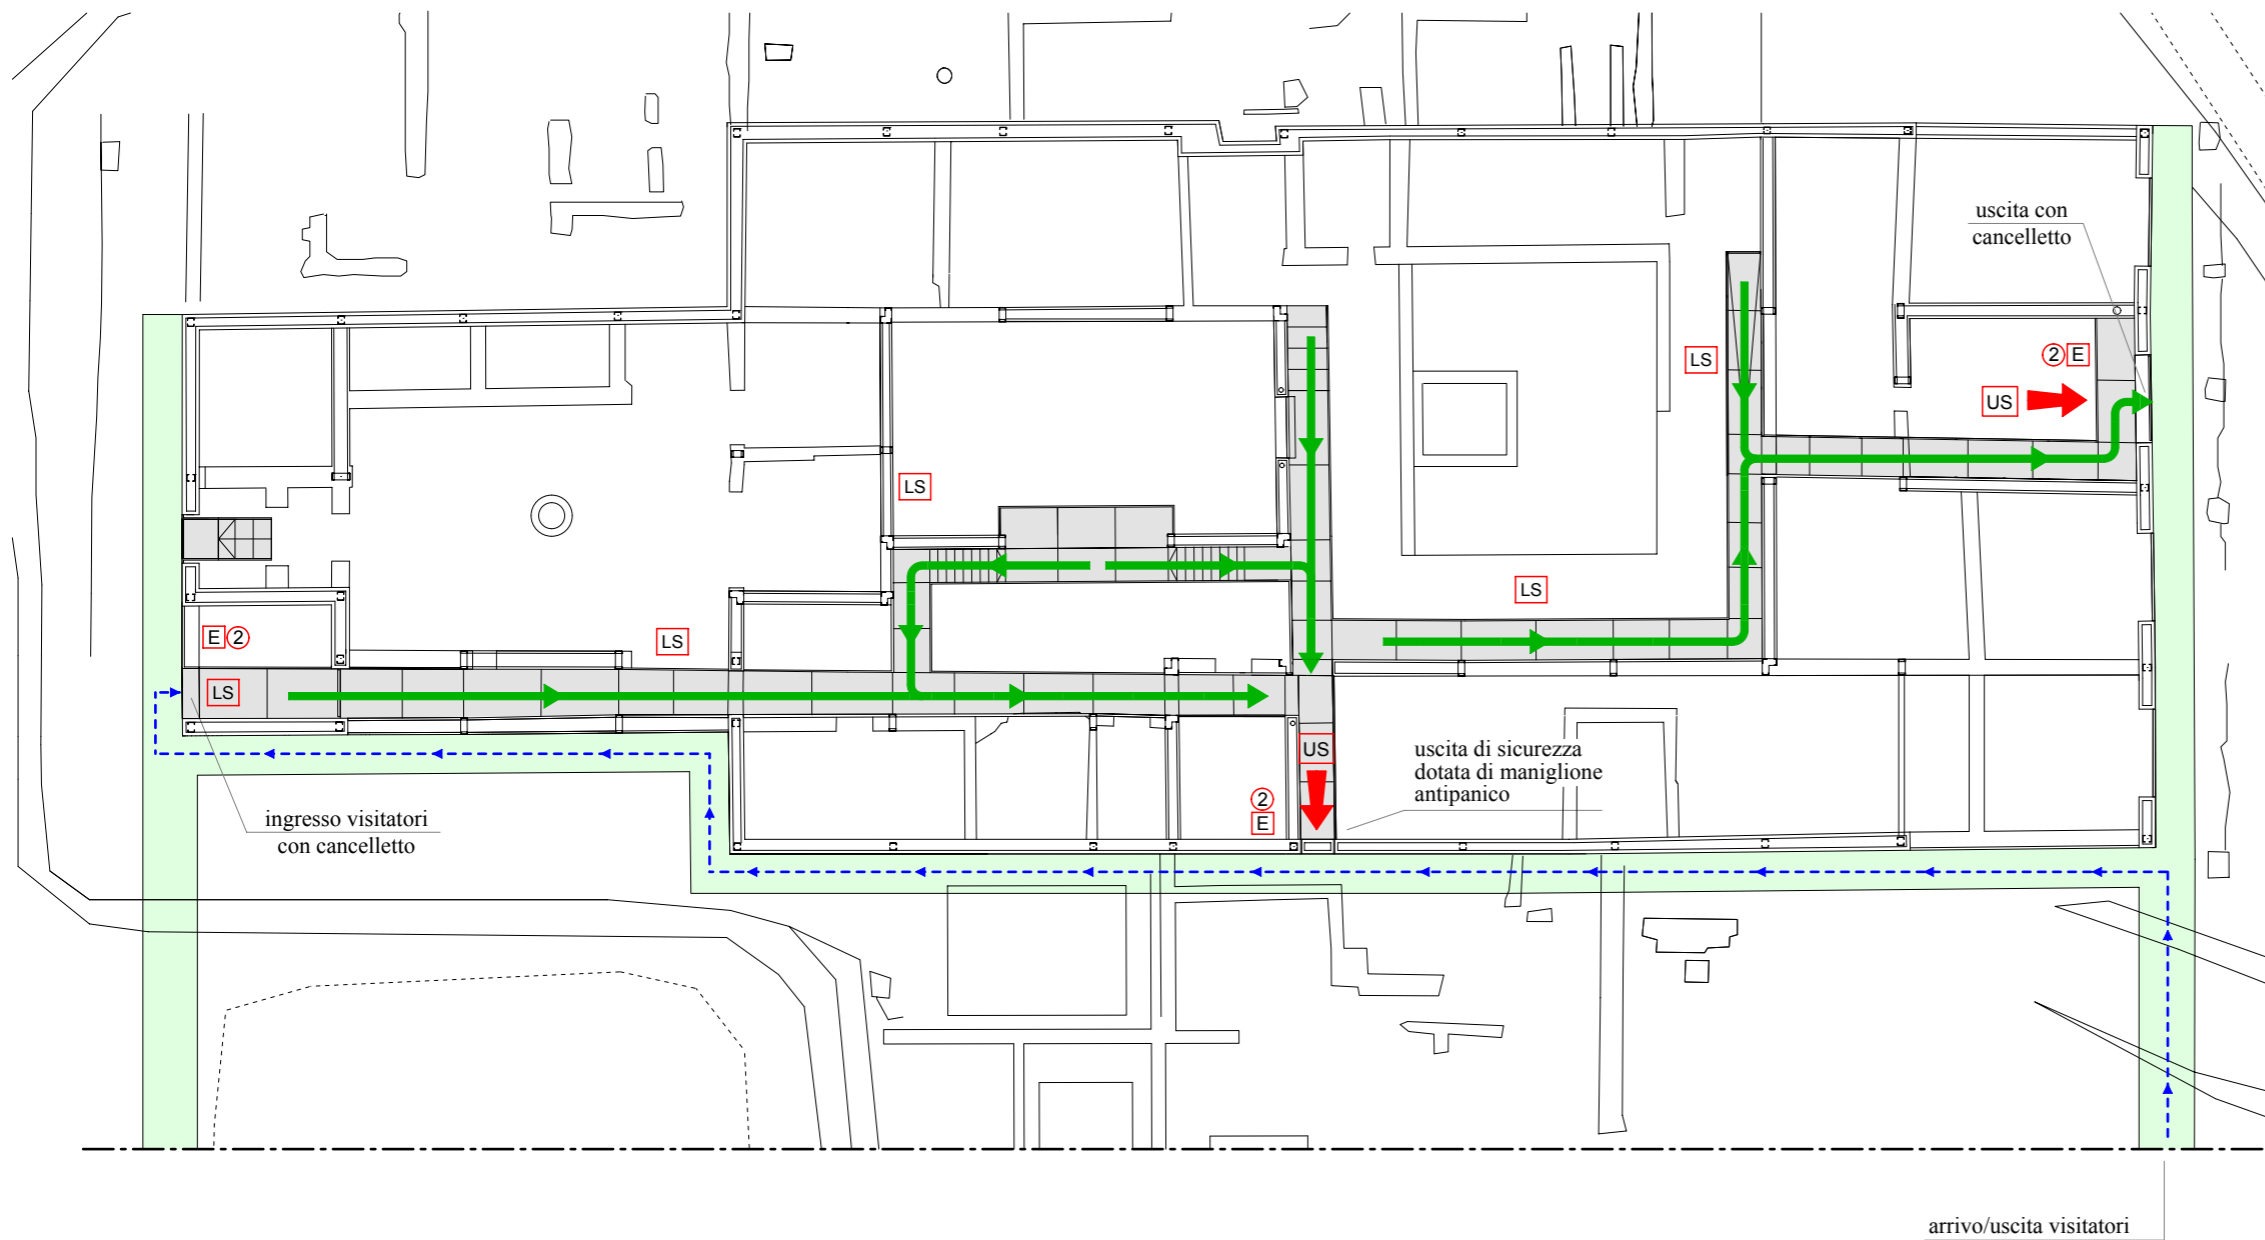 uscita con
cancelletto
2 E
US
LS
LS
LS
LS
E 2
LS
US
uscita di sicurezza
dotata di maniglione
antipanico
2
E
ingresso visitatori
con cancelletto
arrivo/uscita visitatori